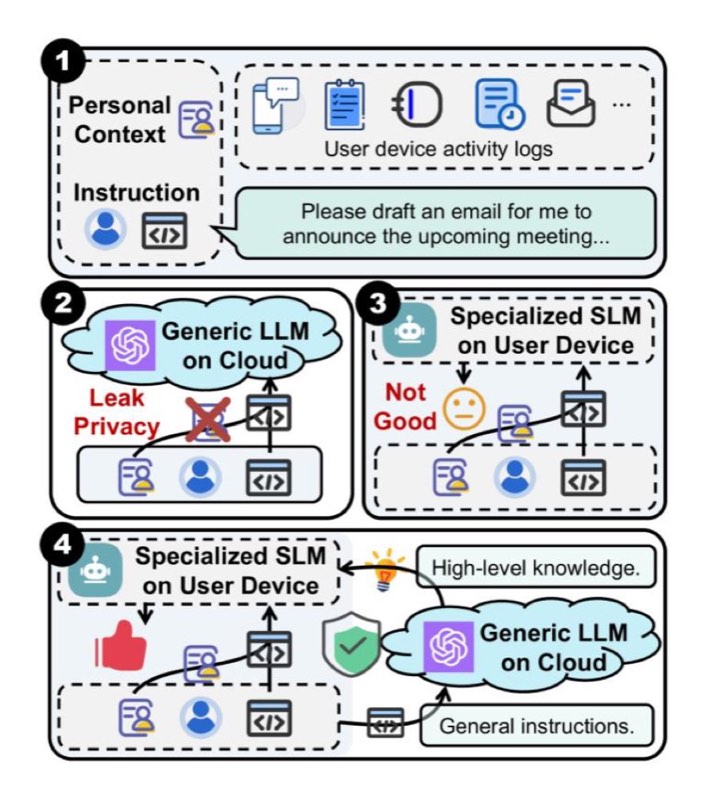 1
Personal
Context
User device activity logs
...
Instruction
</>
Please draft an email for me to
announce the upcoming meeting...
2
Generic LLM
on Cloud
Leak
Privacy
</>
</>
3
Specialized SLM
on User Device
Not
Good
</>
</>
4
Specialized SLM
on User Device
High-level knowledge.
Generic LLM
on Cloud
</>
</>
</>
General instructions.